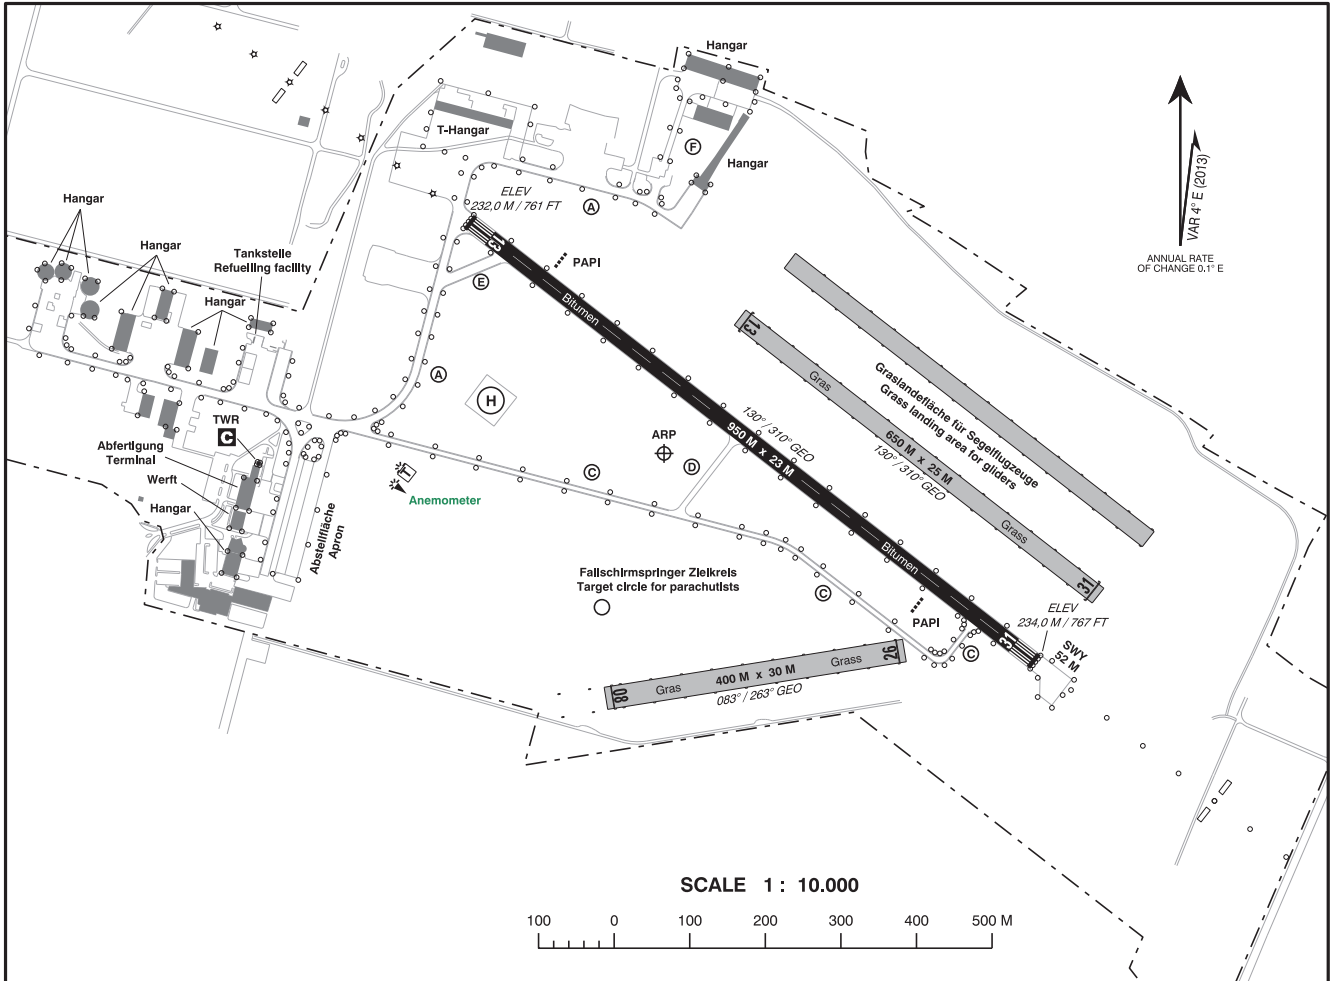 Hangar
T-Hangar
F
Hangar
VAR 4° E (2013)
ANNUAL RATE
OF CHANGE 0.1° E
ELEV
232,0 M / 761 FT
A
Hangar
Hangar
Tankstelle
Refuelling facility
Hangar
13
PAPI
E
Bitumen
A
H
13
Gras
Graslandefläche für Segelflugzeuge
Grass landing area for gliders
650 M x 25 M
130° / 310° GEO
Grass
31
130° / 310° GEO
950 M x 23 M
TWR
C
Abfertigung
Terminal
Werft
Hangar
ARP
D
C
Anemometer
Abstellfläche
Apron
Bitumen
Fallschirmspringer Zielkreis
Target circle for parachutists
C
PAPI
ELEV
234,0 M / 767 FT
31
C
SWY
52 M
08
Gras
400 M x 30 M
Grass
26
083° / 263° GEO
SCALE 1 : 10.000
100 0 100 200 300 400 500 M